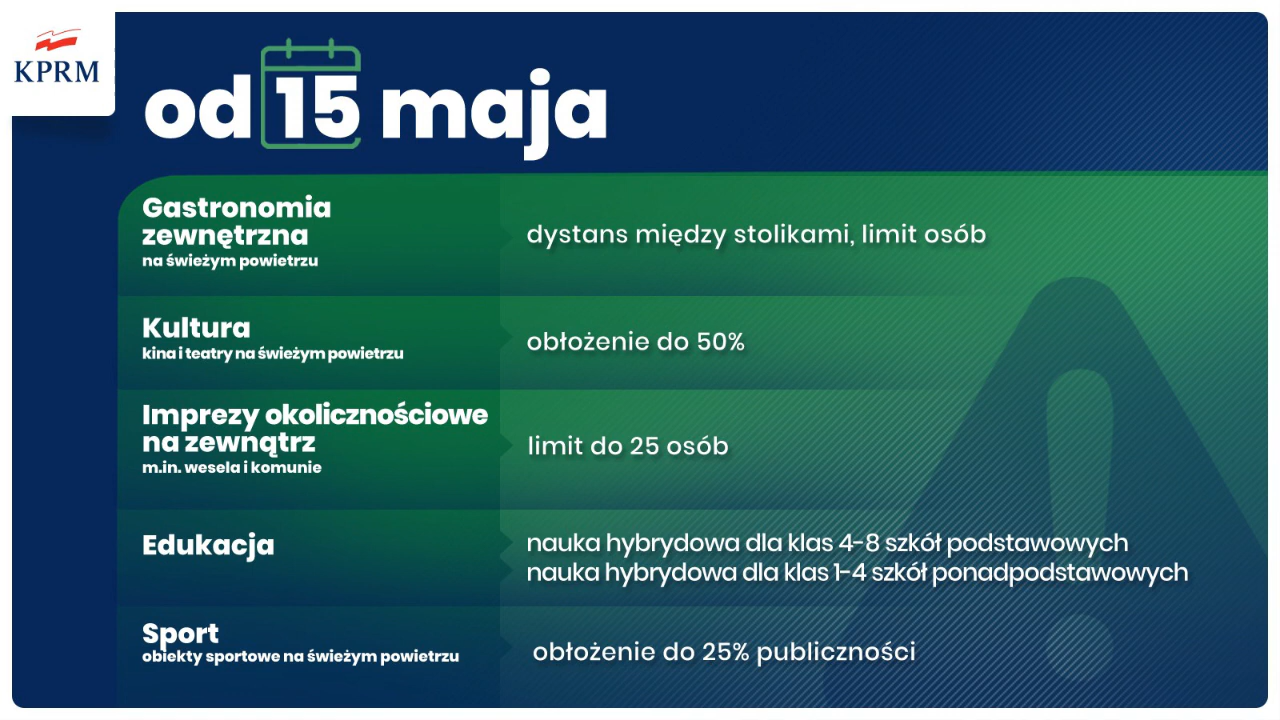 KPRM
od 15 maja
Gastronomia
zewnętrzna
na świeżym powietrzu
dystans między stolikami, limit osób
Kultura
kina i teatry na świeżym powietrzu
obłożenie do 50%
Imprezy okolicznościowe
na zewnątrz
m.in. wesela i komunie
limit do 25 osób
Edukacja
nauka hybrydowa dla klas 4-8 szkół podstawowych
nauka hybrydowa dla klas 1-4 szkół ponadpodstawowych
Sport
obiekty sportowe na świeżym powietrzu
obłożenie do 25% publiczności